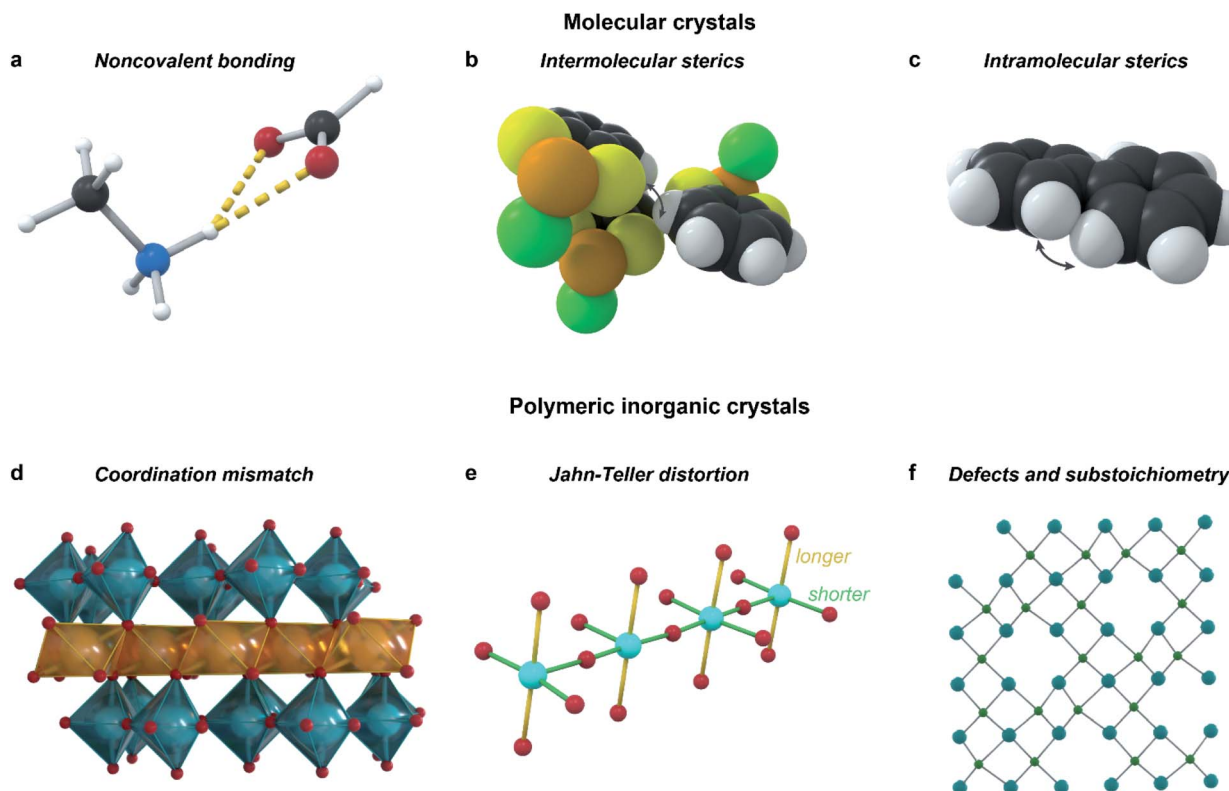 Molecular crystals
a Noncovalent bonding
b Intermolecular sterics
c Intramolecular sterics
Polymeric inorganic crystals
d Coordination mismatch
e Jahn-Teller distortion
f Defects and substoichiometry
longer
shorter